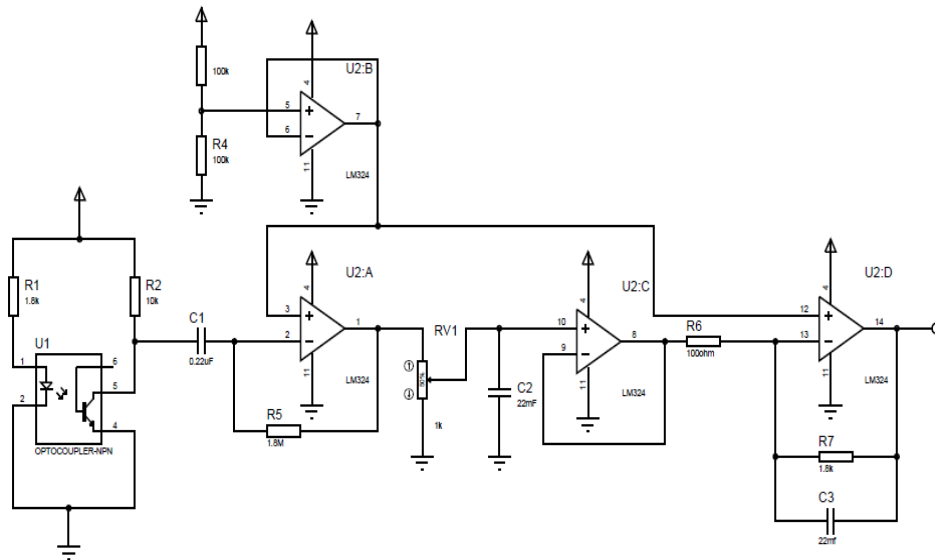 100k
U2:B
4
5
6
7
11
R4
100k
LM324
R1
1.8k
R2
10k
U1
1
2
6
5
4
OPTOCOUPLER-NPN
C1
0.22uF
U2:A
4
3
2
1
11
LM324
R5
1.8M
RV1
50%
1k
C2
22mF
U2:C
4
10
9
8
11
LM324
R6
100ohm
U2:D
4
12
13
14
11
LM324
R7
1.8k
C3
22mf